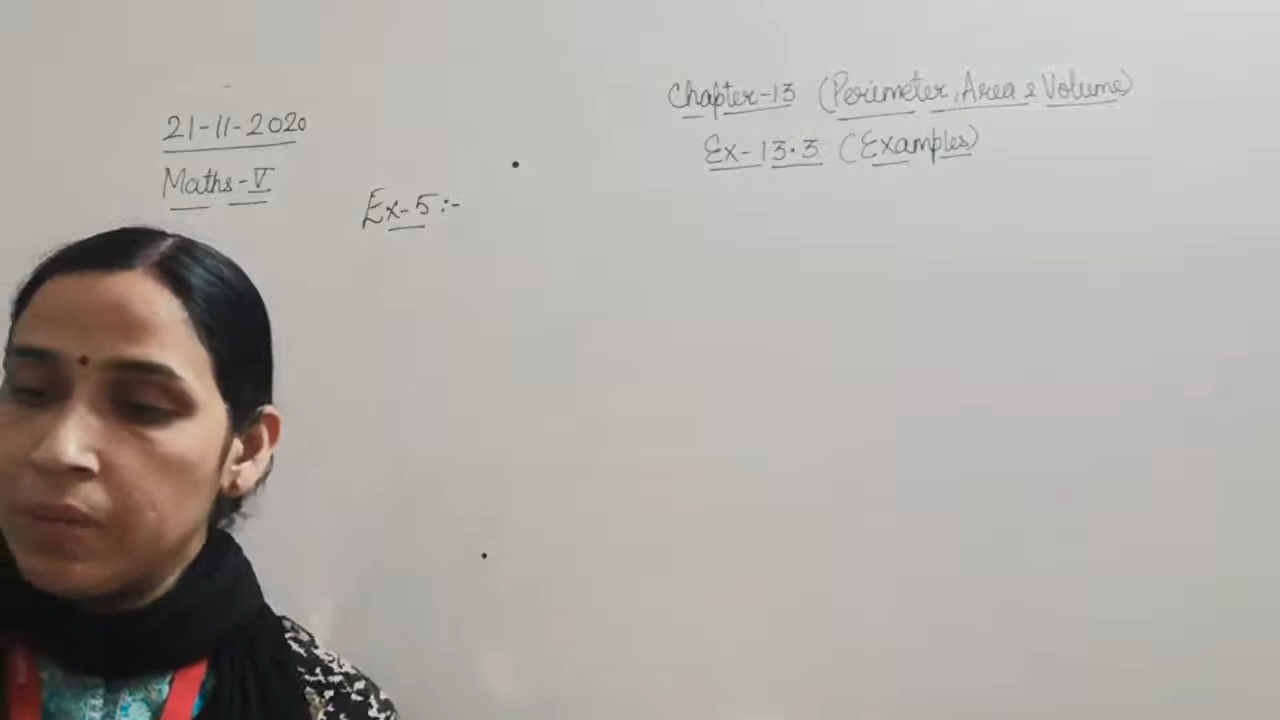 21-11-2020
Maths-V
Chapter-13 (Perimeter, Area & Volume)
Ex-13.3 (Examples)
Ex-5:-